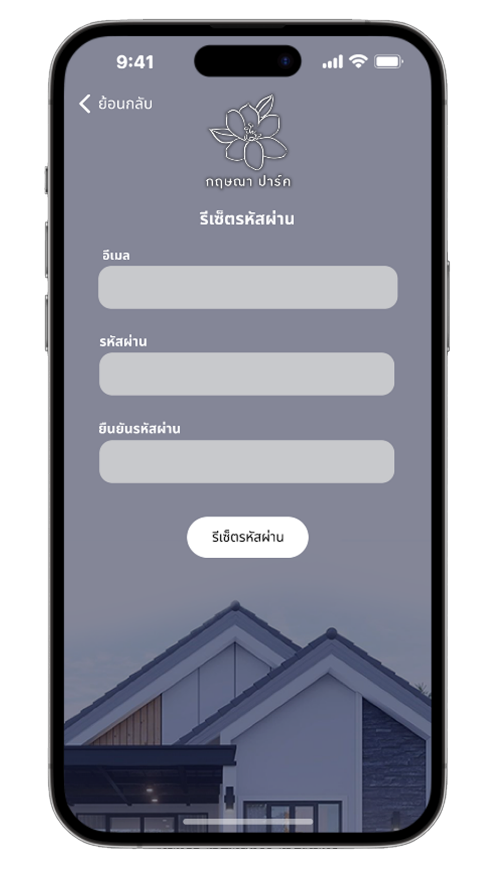 9:41
ย้อนกลับ
กฤษณา ปาร์ค
รีเซ็ตรหัสผ่าน
อีเมล
รหัสผ่าน
ยืนยันรหัสผ่าน
รีเซ็ตรหัสผ่าน